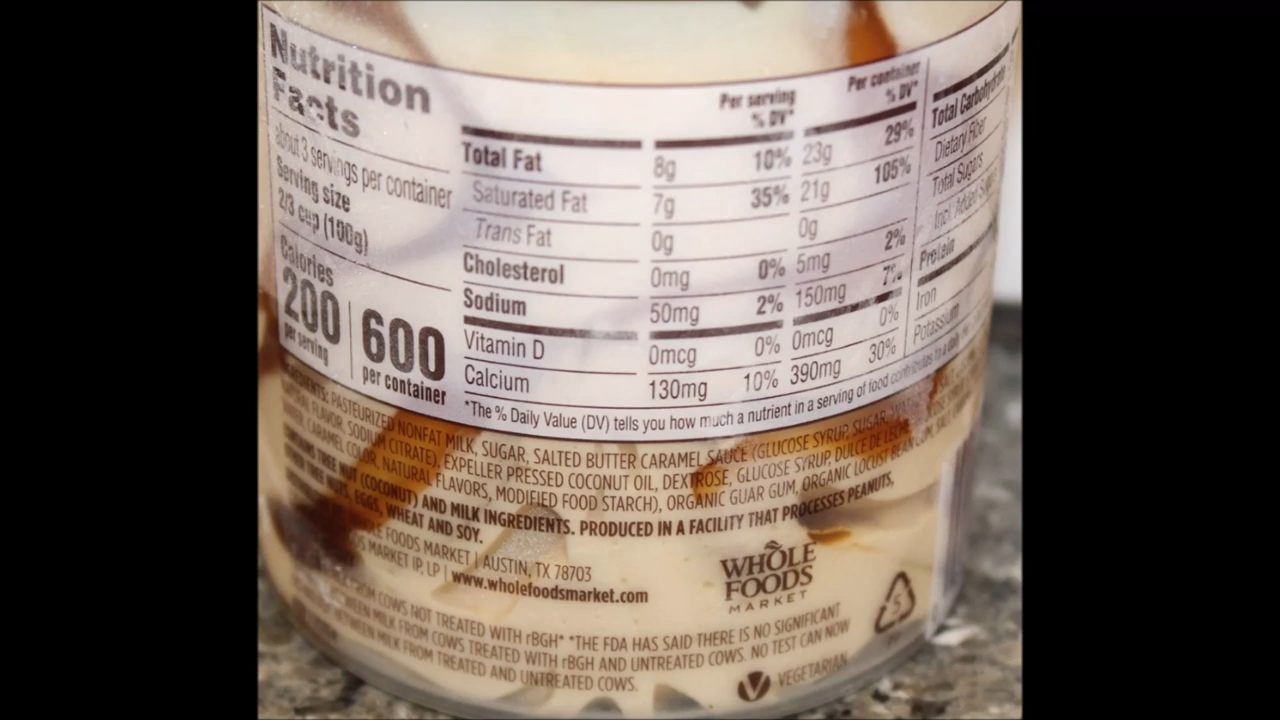 Nutrition
Facts
about 3 servings per container
Serving size
2/3 cup (100g)
Calories
200 per serving
600 per container
Per serving % DV* Per container % DV*
Total Fat 8g 10% 23g 29%
Saturated Fat 7g 35% 21g 105%
Trans Fat 0g 0g
Cholesterol 0mg 0% 5mg 2%
Sodium 50mg 2% 150mg 7%
Vitamin D 0mcg 0% 0mcg 0%
Calcium 130mg 10% 390mg 30%
Total Carbohydrate
Dietary Fiber
Total Sugars
Incl. Added
Protein
Iron
Potassium
*The % Daily Value (DV) tells you how much a nutrient in a serving of food contributes to a daily
INGREDIENTS: PASTEURIZED NONFAT MILK, SUGAR, SALTED BUTTER CARAMEL SAUCE (GLUCOSE SYRUP, SUGAR,
FLAVOR, SODIUM CITRATE), EXPELLER PRESSED COCONUT OIL, DEXTROSE, GLUCOSE SYRUP, DULCE DE LECHE
CARAMEL COLOR, NATURAL FLAVORS, MODIFIED FOOD STARCH), ORGANIC GUAR GUM, ORGANIC LOCUST BEAN GUM,
CONTAINS TREE NUT (COCONUT) AND MILK INGREDIENTS. PRODUCED IN A FACILITY THAT PROCESSES PEANUTS,
TREE NUTS, EGGS, WHEAT AND SOY.
FOODS MARKET | AUSTIN, TX 78703
MARKET IP, LP | www.wholefoodsmarket.com
WHOLE
FOODS
MARKET
5
FROM COWS NOT TREATED WITH rBGH* *THE FDA HAS SAID THERE IS NO SIGNIFICANT
BETWEEN MILK FROM COWS TREATED WITH rBGH AND UNTREATED COWS. NO TEST CAN NOW
BETWEEN MILK FROM TREATED AND UNTREATED COWS.
V VEGETARIAN